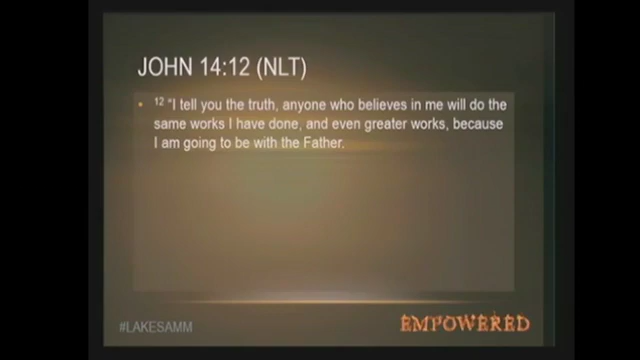 JOHN 14:12 (NLT)
• 12 "I tell you the truth, anyone who believes in me will do the
same works I have done, and even greater works, because
I am going to be with the Father.
#LAKESAMM
EMPOWERED